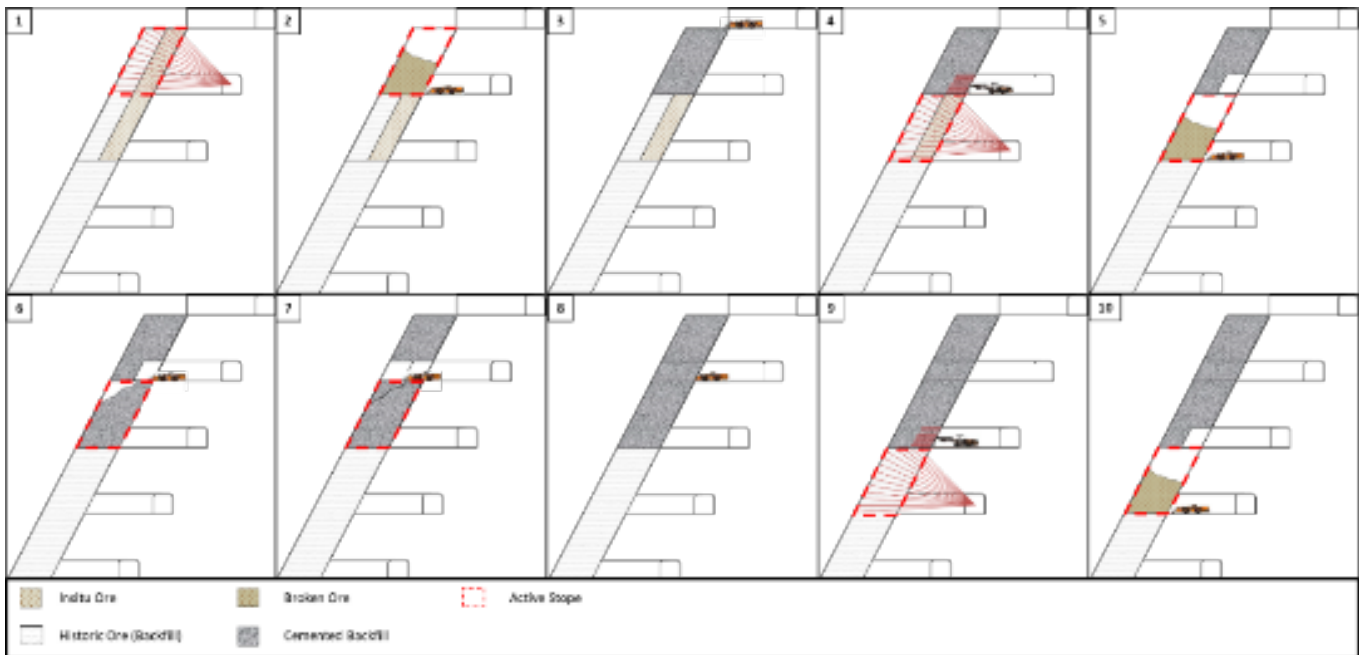 1
2
3
4
5
6
7
8
9
10
Insitu Ore
Broken Ore
Active Stope
Historic Ore (Backfill)
Cemented Backfill